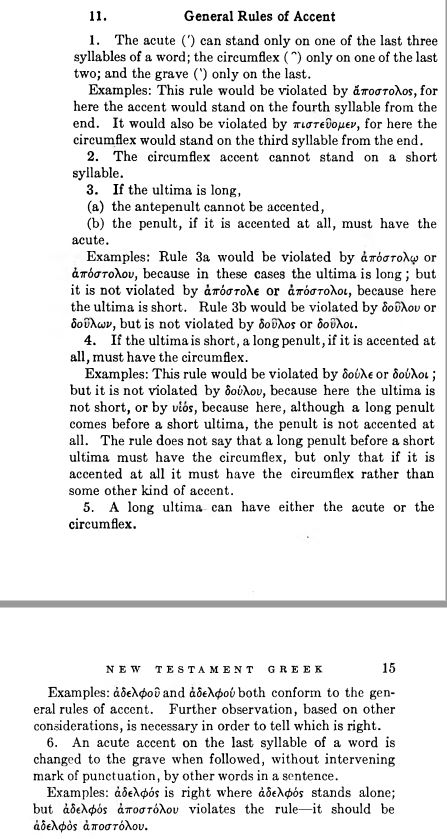 11. General Rules of Accent
1. The acute (´) can stand only on one of the last three
syllables of a word; the circumflex (῀) only on one of the last
two; and the grave (`) only on the last.
Examples: This rule would be violated by ἄποστολος, for
here the accent would stand on the fourth syllable from the
end. It would also be violated by πιστεῦομεν, for here the
circumflex would stand on the third syllable from the end.
2. The circumflex accent cannot stand on a short
syllable.
3. If the ultima is long,
(a) the antepenult cannot be accented,
(b) the penult, if it is accented at all, must have the
acute.
Examples: Rule 3a would be violated by ἀπόστολῳ or
ἀπόστολου, because in these cases the ultima is long; but
it is not violated by ἀπόστολε or ἀπόστολοι, because here
the ultima is short. Rule 3b would be violated by δοῦλου or
δοῦλων, but is not violated by δοῦλος or δοῦλοι.
4. If the ultima is short, a long penult, if it is accented at
all, must have the circumflex.
Examples: This rule would be violated by δούλε or δούλοι;
but it is not violated by δούλου, because here the ultima is
not short, or by υἱός, because here, although a long penult
comes before a short ultima, the penult is not accented at
all. The rule does not say that a long penult before a short
ultima must have the circumflex, but only that if it is
accented at all it must have the circumflex rather than
some other kind of accent.
5. A long ultima can have either the acute or the
circumflex.
NEW TESTAMENT GREEK 15
Examples: ἀδελφοῦ and ἀδελφού both conform to the gen-
eral rules of accent. Further observation, based on other
considerations, is necessary in order to tell which is right.
6. An acute accent on the last syllable of a word is
changed to the grave when followed, without intervening
mark of punctuation, by other words in a sentence.
Examples: ἀδελφός is right where ἀδελφός stands alone;
but ἀδελφός ἀποστόλου violates the rule—it should be
ἀδελφὸς ἀποστόλου.